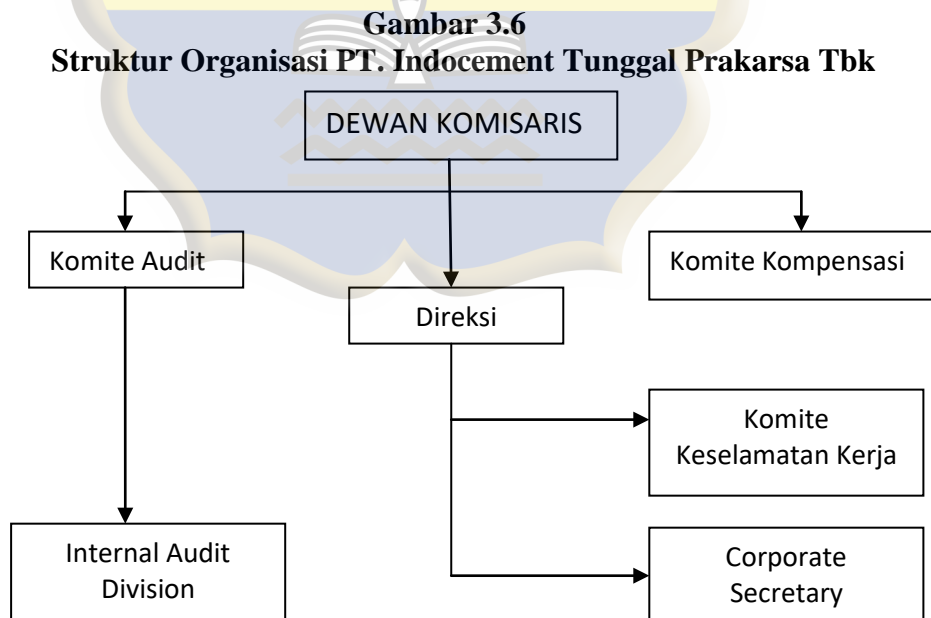 Gambar 3.6
Struktur Organisasi PT. Indocement Tunggal Prakarsa Tbk
DEWAN KOMISARIS
Komite Audit
Komite Kompensasi
Direksi
Komite
Keselamatan Kerja
Internal Audit
Division
Corporate
Secretary